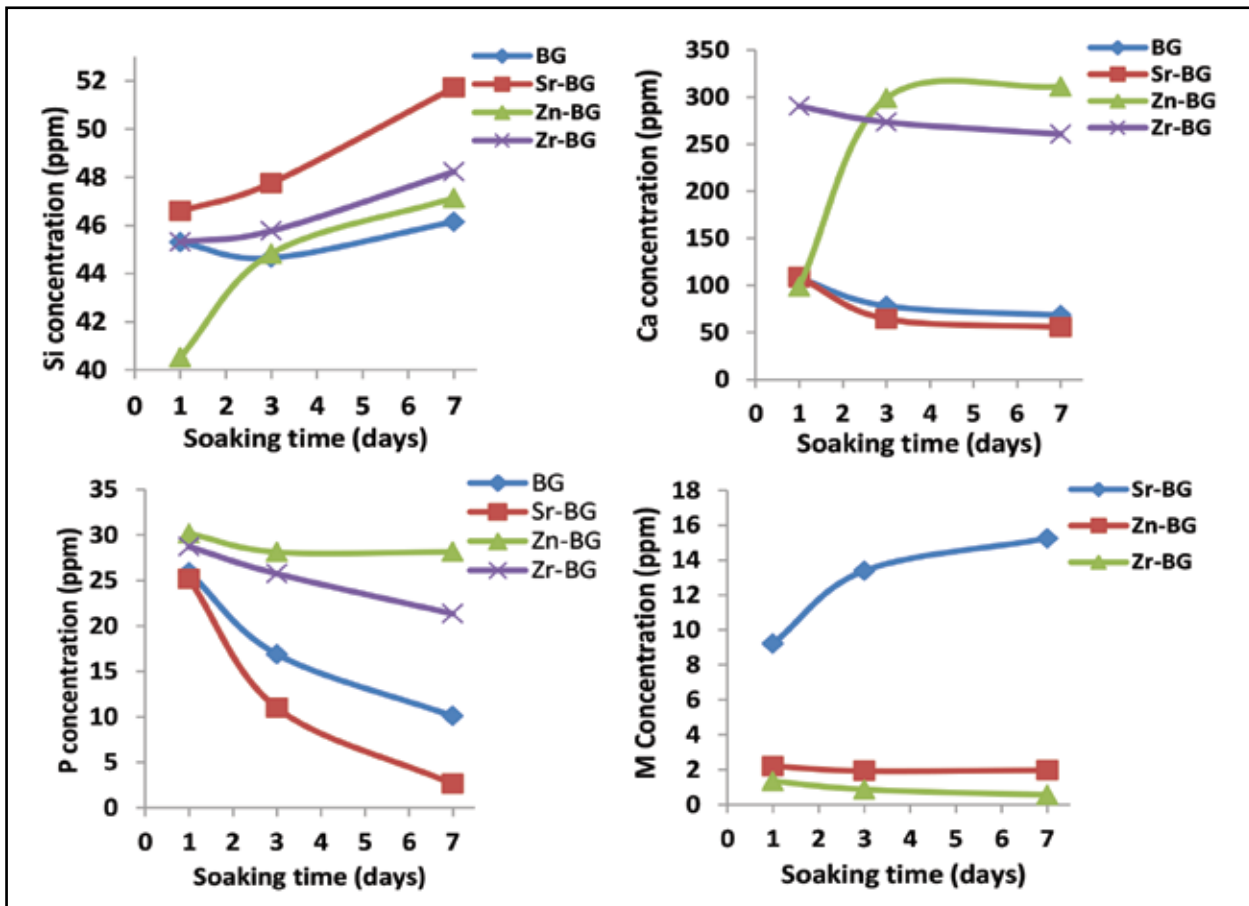 BG
Sr-BG
Zn-BG
Zr-BG
Si concentration (ppm)
52
50
48
46
44
42
40
0 1 2 3 4 5 6 7
Soaking time (days)
BG
Sr-BG
Zn-BG
Zr-BG
Ca concentration (ppm)
350
300
250
200
150
100
50
0
0 1 2 3 4 5 6 7
Soaking time (days)
BG
Sr-BG
Zn-BG
Zr-BG
P concentration (ppm)
35
30
25
20
15
10
5
0
0 1 2 3 4 5 6 7
Soaking time (days)
Sr-BG
Zn-BG
Zr-BG
M Concentration (ppm)
18
16
14
12
10
8
6
4
2
0
0 1 2 3 4 5 6 7
Soaking time (days)